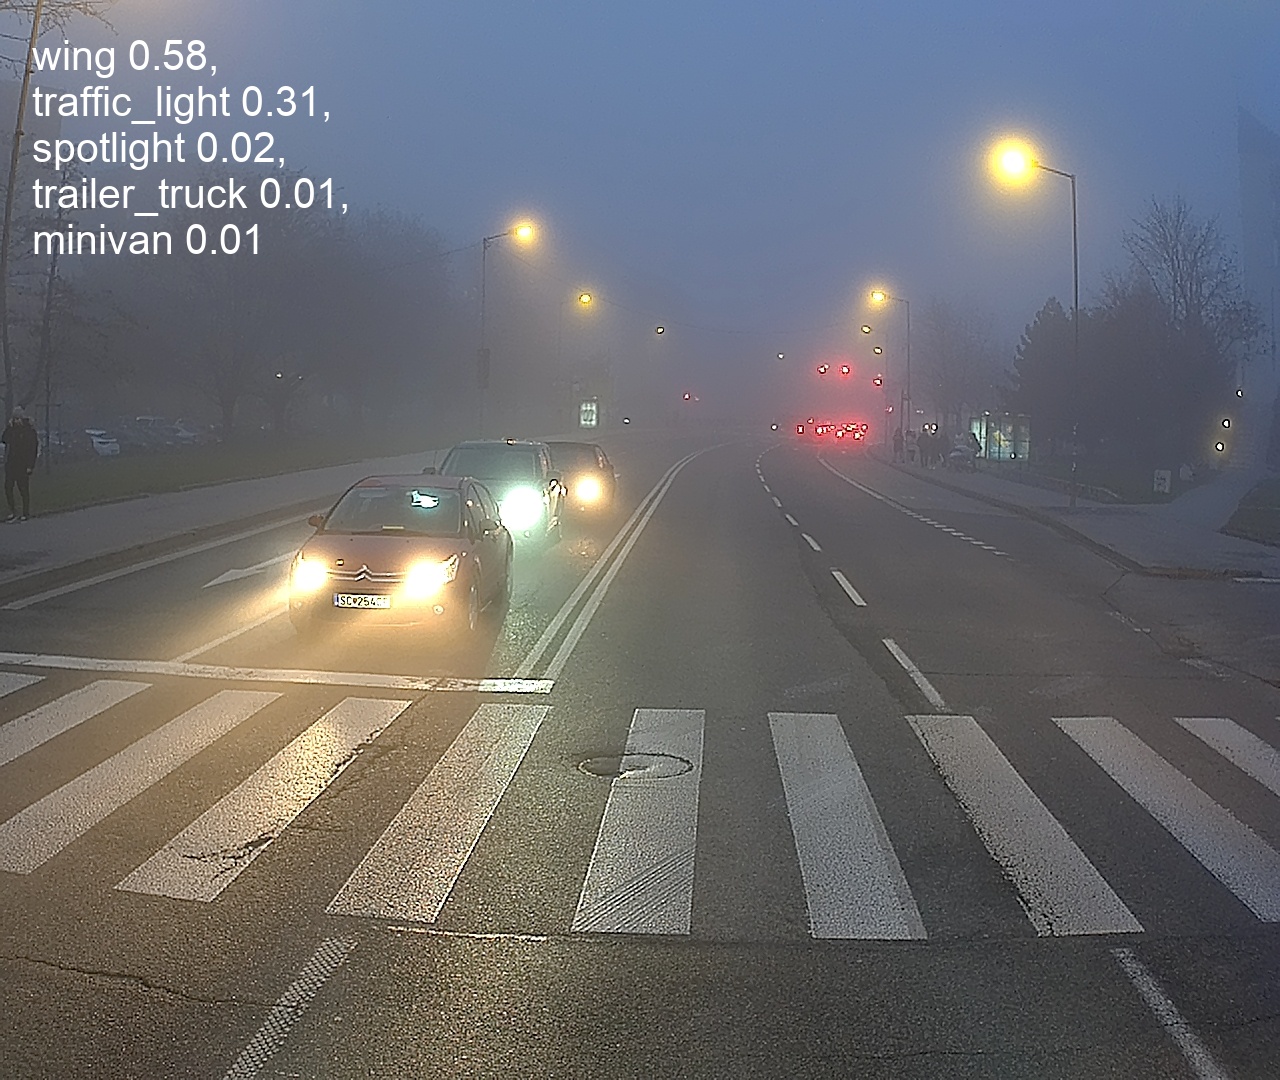 wing 0.58,
traffic_light 0.31,
spotlight 0.02,
trailer_truck 0.01,
minivan 0.01